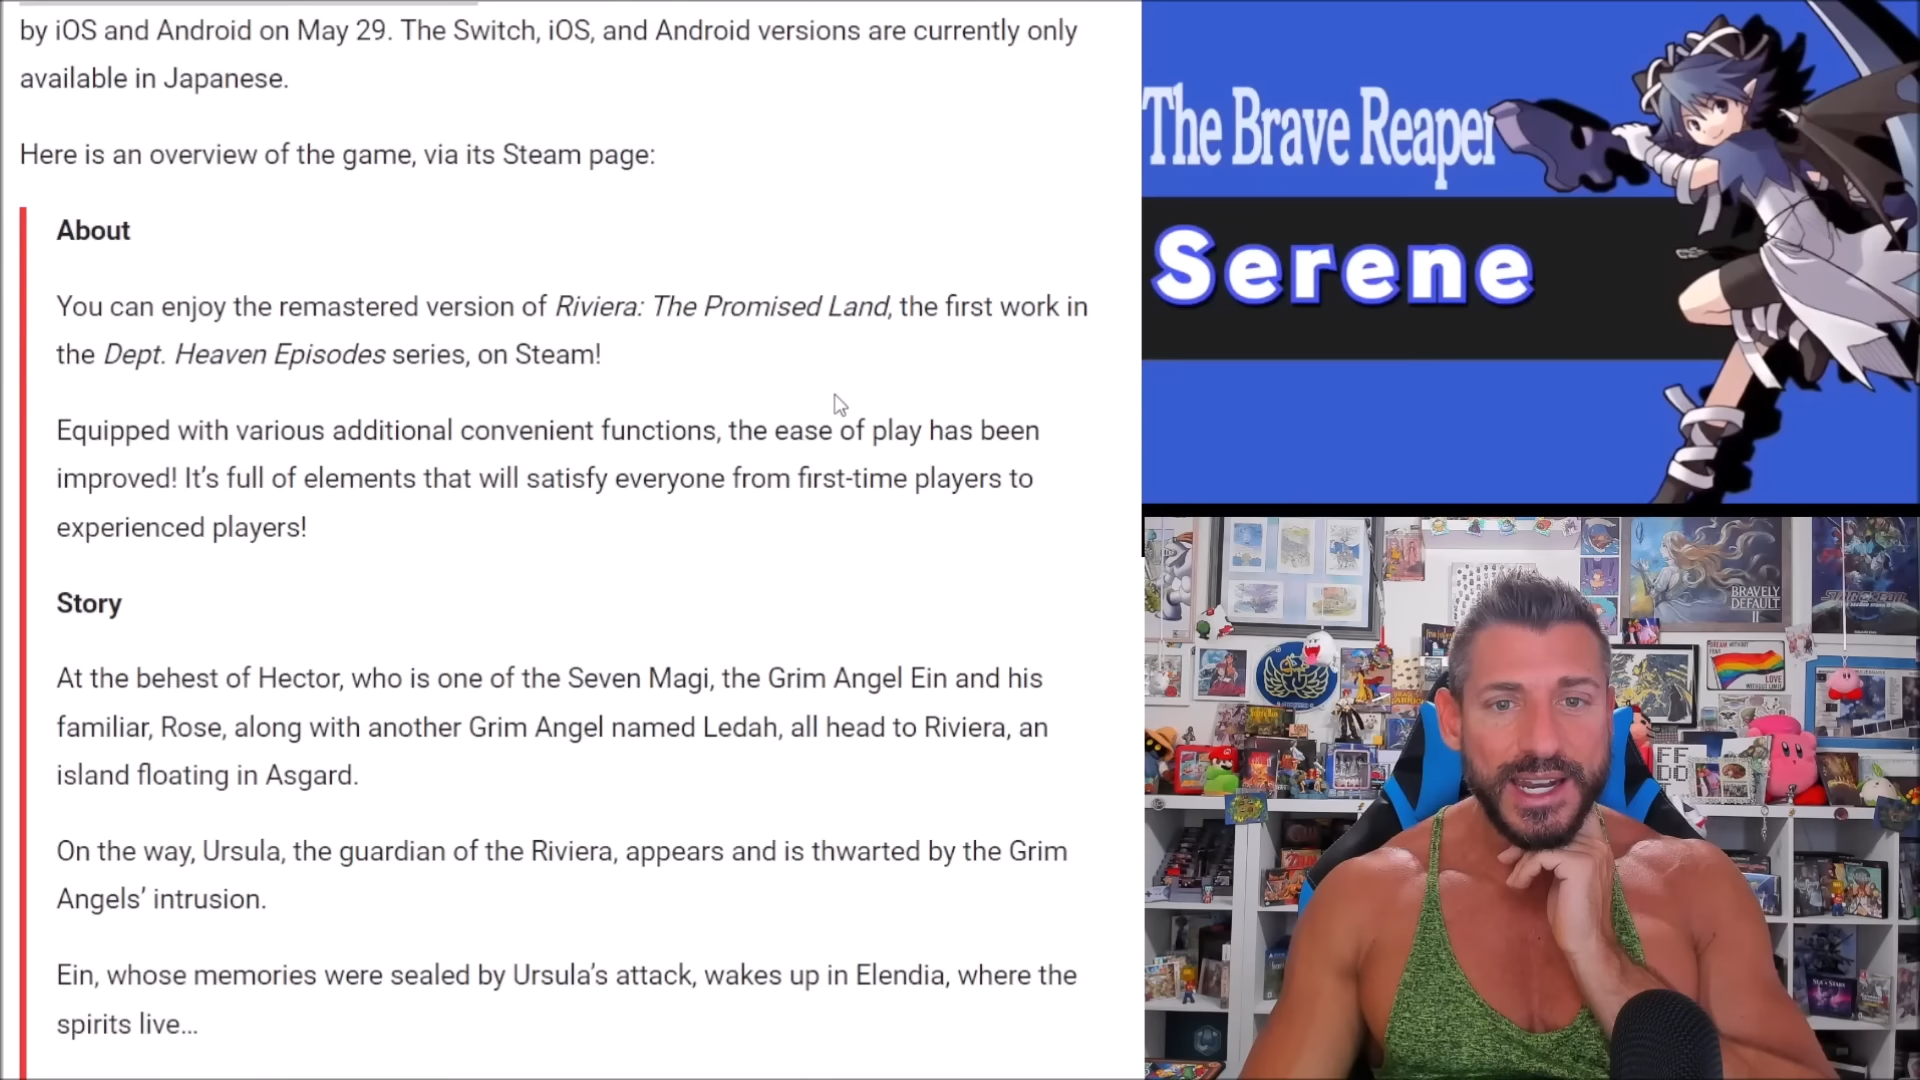 by iOS and Android on May 29. The Switch, iOS, and Android versions are currently only
available in Japanese.
Here is an overview of the game, via its Steam page:
About
You can enjoy the remastered version of Riviera: The Promised Land, the first work in
the Dept. Heaven Episodes series, on Steam!
Equipped with various additional convenient functions, the ease of play has been
improved! It’s full of elements that will satisfy everyone from first-time players to
experienced players!
Story
At the behest of Hector, who is one of the Seven Magi, the Grim Angel Ein and his
familiar, Rose, along with another Grim Angel named Ledah, all head to Riviera, an
island floating in Asgard.
On the way, Ursula, the guardian of the Riviera, appears and is thwarted by the Grim
Angels’ intrusion.
Ein, whose memories were sealed by Ursula’s attack, wakes up in Elendia, where the
spirits live…
The Brave Reaper
Serene
BRAVELY
DEFAULT
II
LOVE